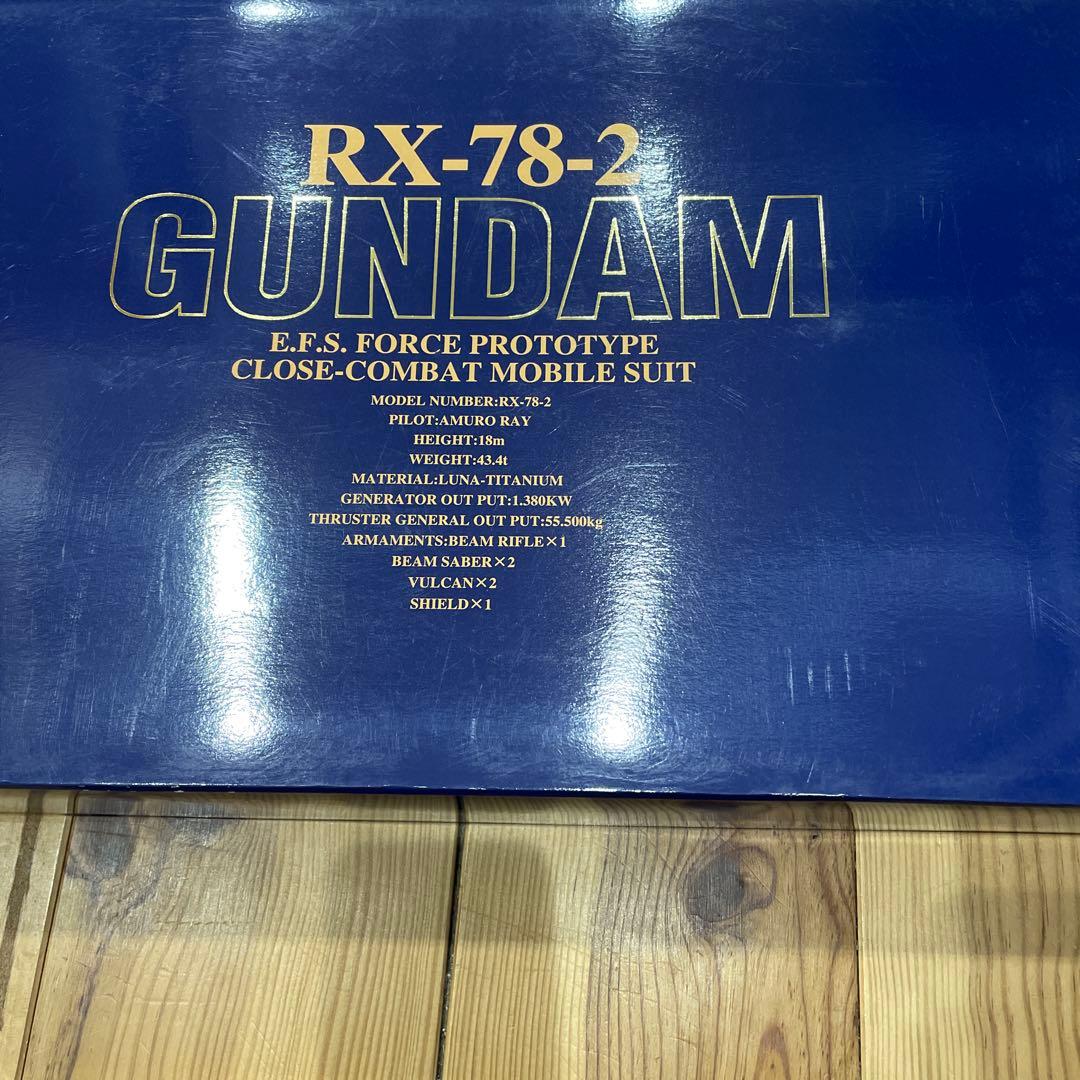 RX-78-2
GUNDAM
E.F.S. FORCE PROTOTYPE
CLOSE-COMBAT MOBILE SUIT
MODEL NUMBER:RX-78-2
PILOT:AMURO RAY
HEIGHT:18m
WEIGHT:43.4t
MATERIAL:LUNA-TITANIUM
GENERATOR OUT PUT:1.380KW
THRUSTER GENERAL OUT PUT:55.500kg
ARMAMENTS:BEAM RIFLE×1
BEAM SABER×2
VULCAN×2
SHIELD×1